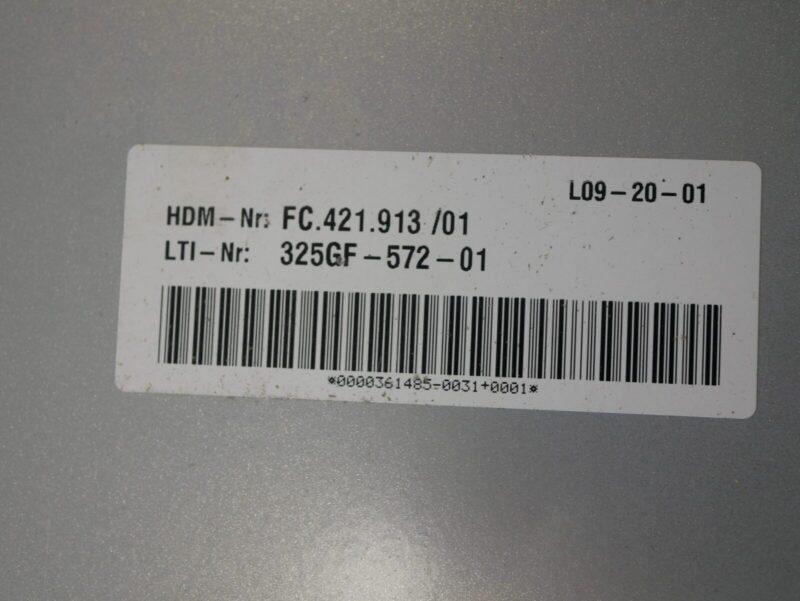 L09-20-01
HDM-Nr: FC.421.913 /01
LTI-Nr: 325GF-572-01
*0000361485-0031+0001*